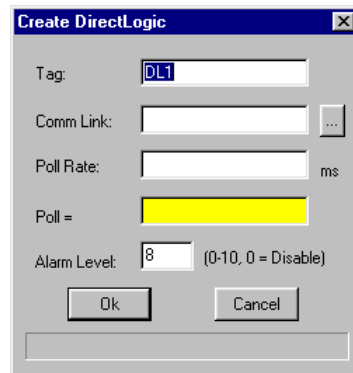 Create DirectLogic
Tag: DL1
Comm Link: ...
Poll Rate: ms
Poll =
Alarm Level: 8 (0-10, 0 = Disable)
Ok Cancel